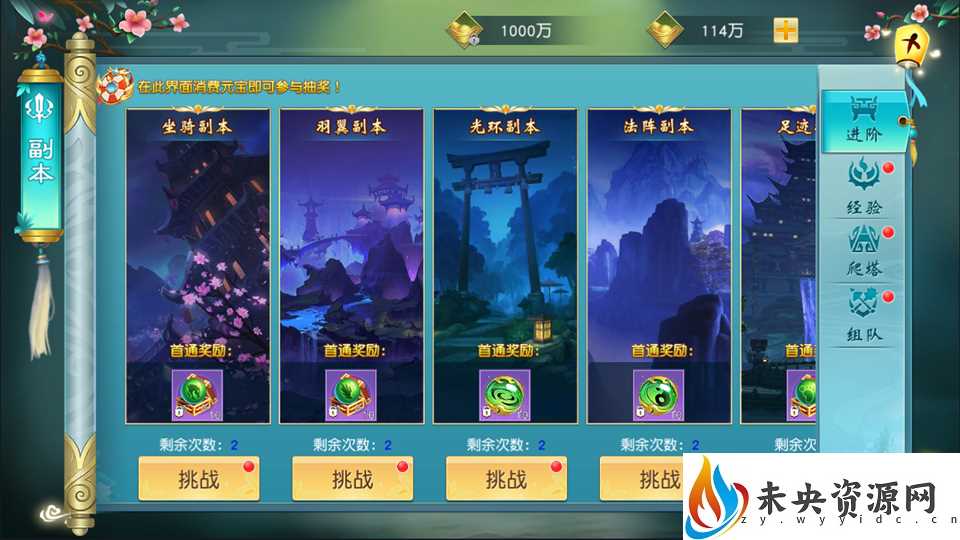 1000万
114万
副本
在此界面消费元宝即可参与抽奖！
坐骑副本
羽翼副本
光环副本
法阵副本
足迹
首通奖励：
首通奖励：
首通奖励：
首通奖励：
首通
剩余次数：2
剩余次数：2
剩余次数：2
剩余次数：2
剩余次
挑战
挑战
挑战
挑战
进阶
经验
爬塔
组队
未央资源网
zy.wyyidc.cn